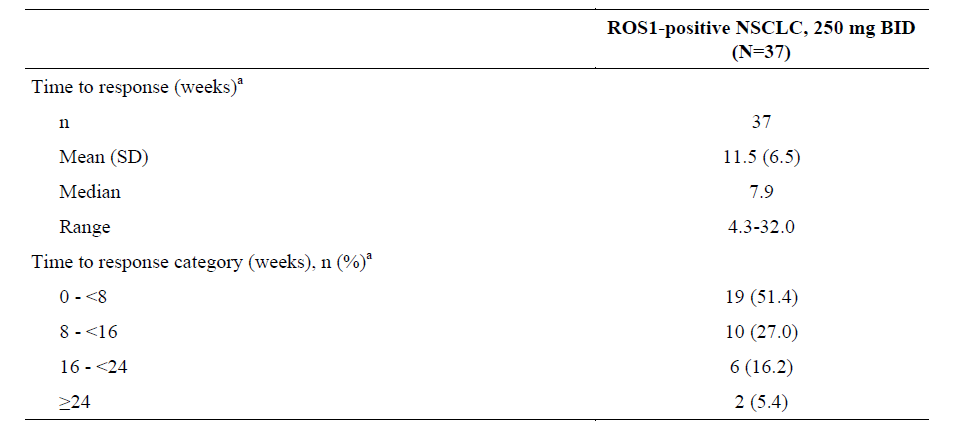 ROS1-positive NSCLC, 250 mg BID
(N=37)
Time to response (weeks)a
n 37
Mean (SD) 11.5 (6.5)
Median 7.9
Range 4.3-32.0
Time to response category (weeks), n (%)a
0 - <8 19 (51.4)
8 - <16 10 (27.0)
16 - <24 6 (16.2)
≥24 2 (5.4)